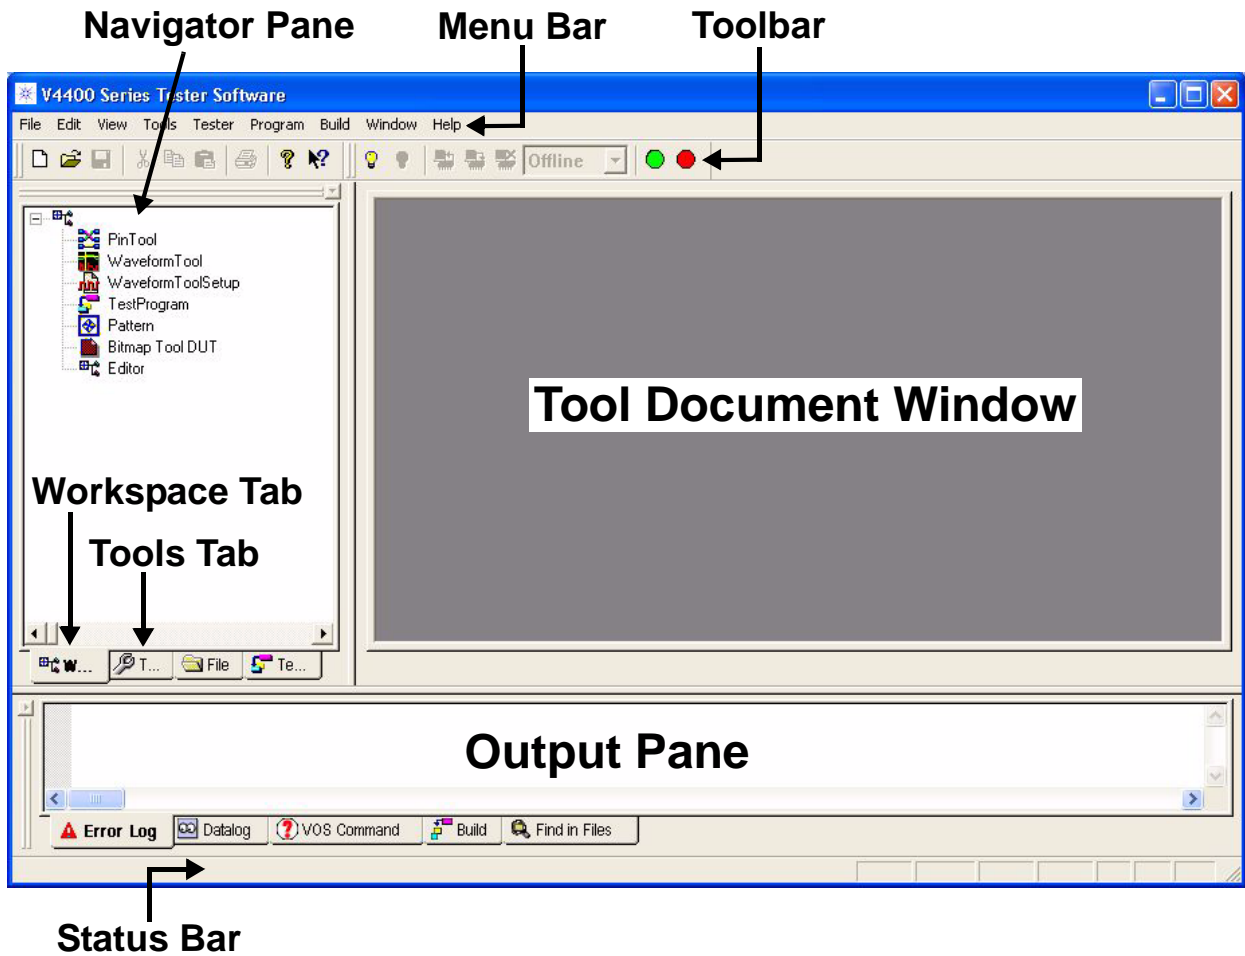 Navigator Pane Menu Bar Toolbar
V4400 Series Tester Software
File Edit View Tools Tester Program Build Window Help
Offline
PinTool
WaveformTool
WaveformToolSetup
TestProgram
Pattern
Bitmap Tool DUT
Editor
Tool Document Window
Workspace Tab
Tools Tab
W... T... File Te...
Output Pane
Error Log Datalog VOS Command Build Find in Files
Status Bar